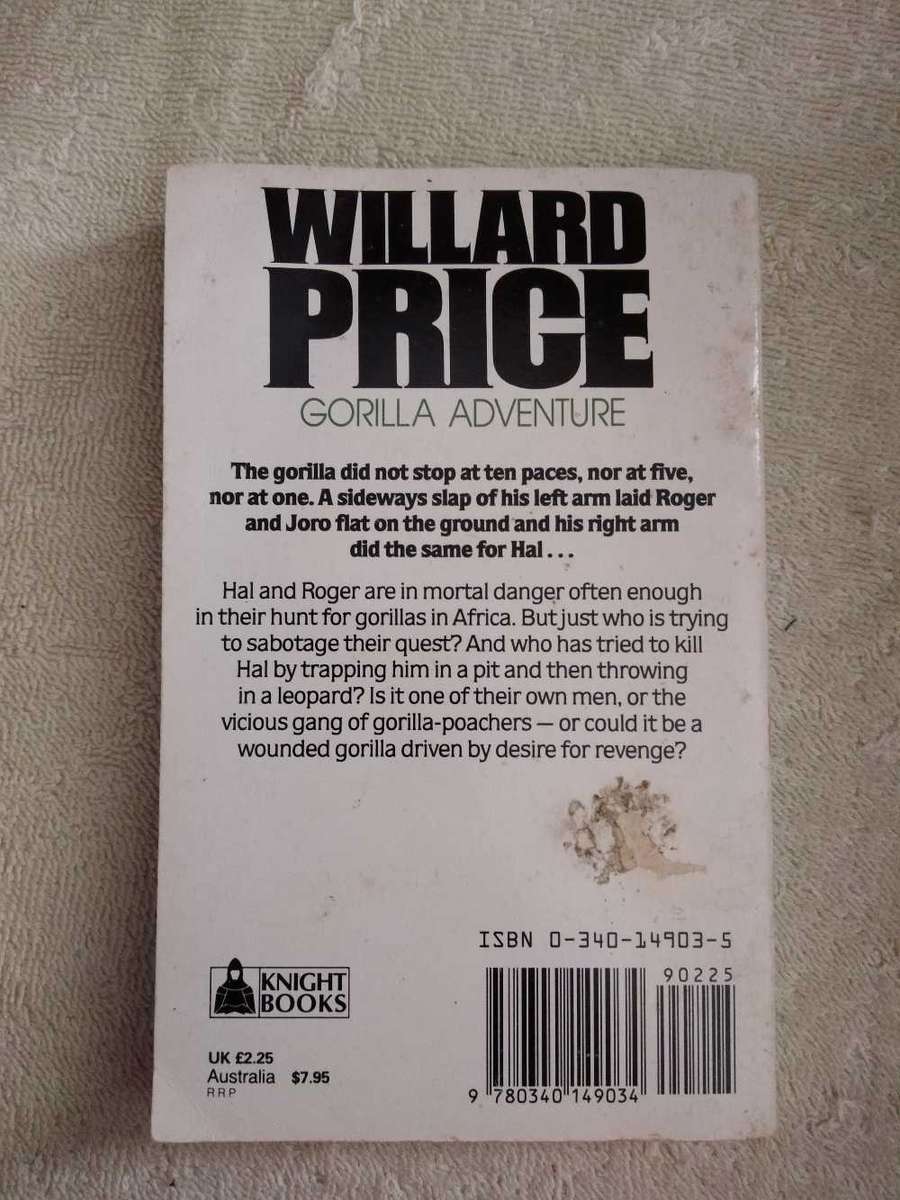 WILLARD
PRICE
GORILLA ADVENTURE
The gorilla did not stop at ten paces, nor at five,
nor at one. A sideways slap of his left arm laid Roger
and Joro flat on the ground and his right arm
did the same for Hal...
Hal and Roger are in mortal danger often enough
in their hunt for gorillas in Africa. But just who is trying
to sabotage their quest? And who has tried to kill
Hal by trapping him in a pit and then throwing
in a leopard? Is it one of their own men, or the
vicious gang of gorilla-poachers — or could it be a
wounded gorilla driven by desire for revenge?
ISBN 0-340-14903-5
90225
KNIGHT
BOOKS
UK £2.25
Australia $7.95
RRP
9 780340 149034